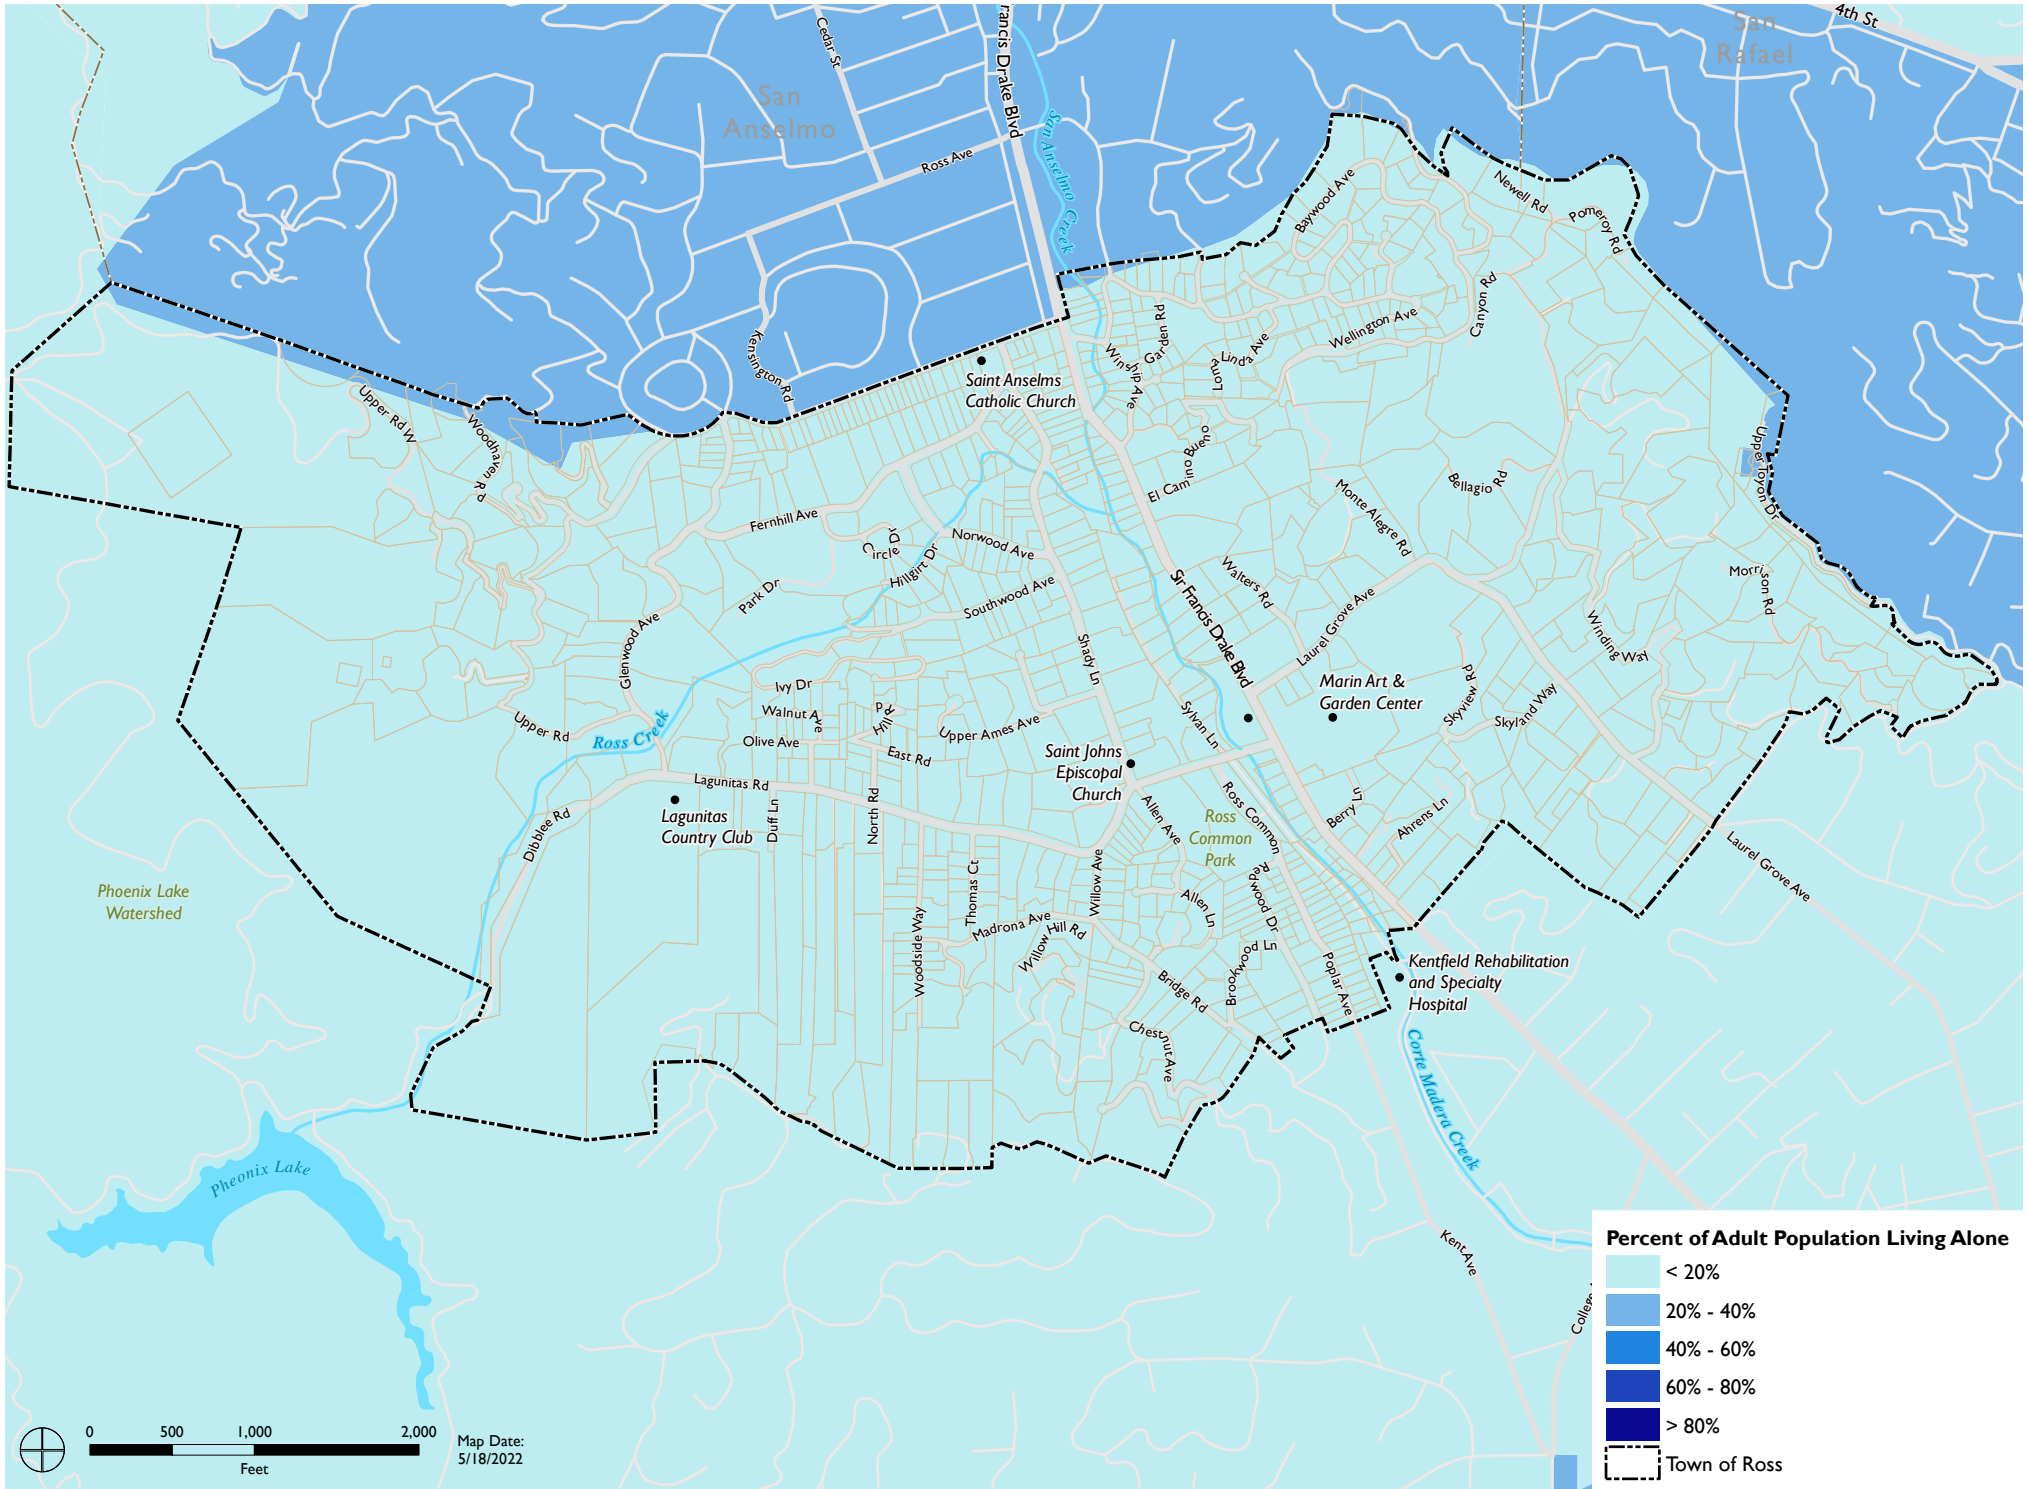 4th St
San
Rafael
Cedar St
rancis Drake Blvd
San
Anselmo
San Anselmo Creek
Ross Ave
Baywood Ave
Newell Rd
Pomeroy Rd
Canyon Rd
Kensington Rd
Winship Ave
Garden Rd
Loma Linda Ave
Wellington Ave
Saint Anselms
Catholic Church
Upper Rd W
Woodhaven Rd
El Camino Bueno
Monte Alegre Rd
Bellagio Rd
Upper Toyon Dr
Fernhill Ave
Circle Dr
Norwood Ave
Hillgirt Dr
Park Dr
Southwood Ave
Walters Rd
Sir Francis Drake Blvd
Laurel Grove Ave
Morrison Rd
Winding Way
Glenwood Ave
Shady Ln
Ivy Dr
Walnut Ave
Hill Rd
Upper Rd
Ross Creek
Olive Ave
East Rd
Upper Ames Ave
Sylvan Ln
Marin Art &
Garden Center
Skyview Rd
Skyland Way
Saint Johns
Episcopal
Church
Lagunitas Rd
Lagunitas
Country Club
Duff Ln
North Rd
Dibblee Rd
Allen Ave
Ross Common
Ross
Common
Park
Berry Ln
Ahrens Ln
Laurel Grove Ave
Phoenix Lake
Watershed
Thomas Ct
Willow Ave
Allen Ln
Redwood Dr
Woodside Way
Madrona Ave
Willow Hill Rd
Brookwood Ln
Bridge Rd
Poplar Ave
Kentfield Rehabilitation
and Specialty
Hospital
Chestnut Ave
Corte Madera Creek
Pheonix Lake
Kent Ave
College
Percent of Adult Population Living Alone
< 20%
20% - 40%
40% - 60%
60% - 80%
> 80%
Town of Ross
0 500 1,000 2,000
Feet
Map Date:
5/18/2022